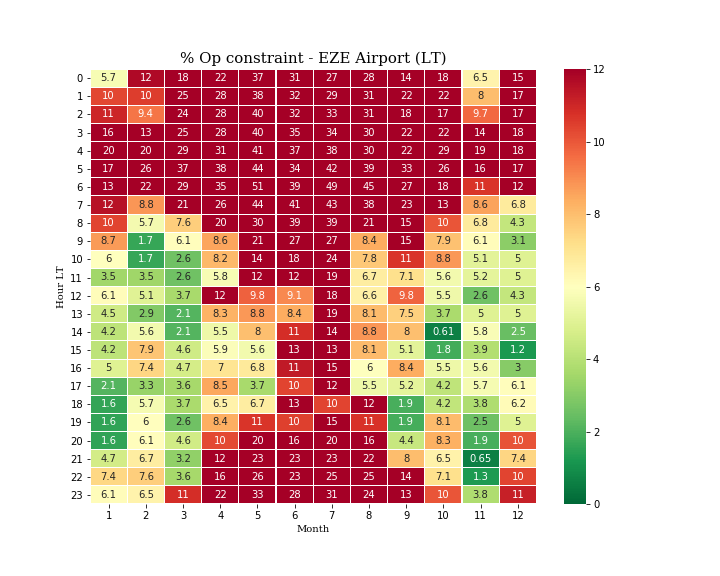 % Op constraint - EZE Airport (LT)
0 5.7 12 18 22 37 31 27 28 14 18 6.5 15
1 10 10 25 28 38 32 29 31 22 22 8 17
2 11 9.4 24 28 40 32 33 31 18 17 9.7 17
3 16 13 25 28 40 35 34 30 22 22 14 18
4 20 20 29 31 41 37 38 30 22 29 19 18
5 17 26 37 38 44 34 42 39 33 26 16 17
6 13 22 29 35 51 39 49 45 27 18 11 12
7 12 8.8 21 26 44 41 43 38 23 13 8.6 6.8
8 10 5.7 7.6 20 30 39 39 21 15 10 6.8 4.3
9 8.7 1.7 6.1 8.6 21 27 27 8.4 15 7.9 6.1 3.1
10 6 1.7 2.6 8.2 14 18 24 7.8 11 8.8 5.1 5
11 3.5 3.5 2.6 5.8 12 12 19 6.7 7.1 5.6 5.2 5
12 6.1 5.1 3.7 12 9.8 9.1 18 6.6 9.8 5.5 2.6 4.3
13 4.5 2.9 2.1 8.3 8.8 8.4 19 8.1 7.5 3.7 5 5
14 4.2 5.6 2.1 5.5 8 11 14 8.8 8 0.61 5.8 2.5
15 4.2 7.9 4.6 5.9 5.6 13 13 8.1 5.1 1.8 3.9 1.2
16 5 7.4 4.7 7 6.8 11 15 6 8.4 5.5 5.6 3
17 2.1 3.3 3.6 8.5 3.7 10 12 5.5 5.2 4.2 5.7 6.1
18 1.6 5.7 3.7 6.5 6.7 13 10 12 1.9 4.2 3.8 6.2
19 1.6 6 2.6 8.4 11 10 15 11 1.9 8.1 2.5 5
20 1.6 6.1 4.6 10 20 16 20 16 4.4 8.3 1.9 10
21 4.7 6.7 3.2 12 23 23 23 22 8 6.5 0.65 7.4
22 7.4 7.6 3.6 16 26 23 25 25 14 7.1 1.3 10
23 6.1 6.5 11 22 33 28 31 24 13 10 3.8 11
1 2 3 4 5 6 7 8 9 10 11 12
Month
Hour LT
12
10
8
6
4
2
0